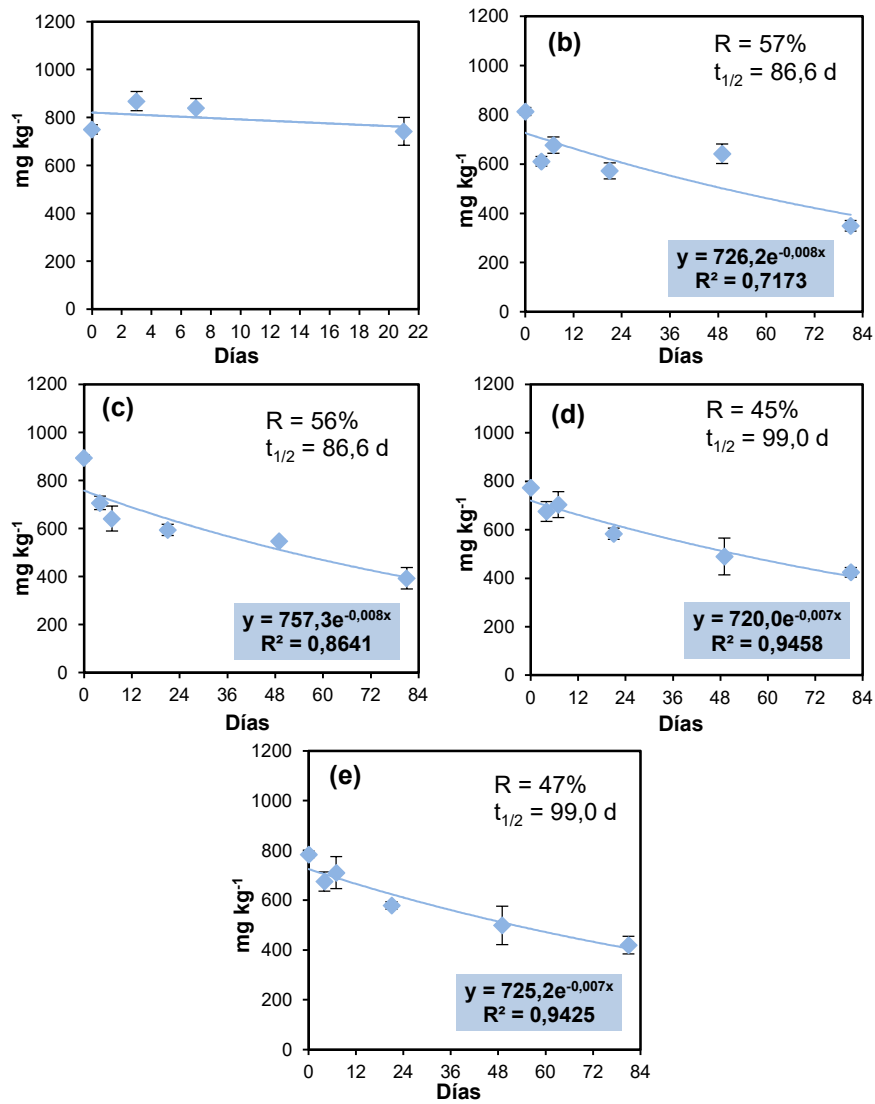 1200
1000
800
600
400
200
0
mg kg⁻¹
0 2 4 6 8 10 12 14 16 18 20 22
Días
(b)
R = 57%
t1/2 = 86,6 d
1200
1000
800
600
400
200
0
mg kg⁻¹
y = 726,2e⁻⁰,⁰⁰⁸ˣ
R² = 0,7173
0 12 24 36 48 60 72 84
Días
(c)
R = 56%
t1/2 = 86,6 d
1200
1000
800
600
400
200
0
mg kg⁻¹
y = 757,3e⁻⁰,⁰⁰⁸ˣ
R² = 0,8641
0 12 24 36 48 60 72 84
Días
(d)
R = 45%
t1/2 = 99,0 d
1200
1000
800
600
400
200
0
mg kg⁻¹
y = 720,0e⁻⁰,⁰⁰⁷ˣ
R² = 0,9458
0 12 24 36 48 60 72 84
Días
(e)
R = 47%
t1/2 = 99,0 d
1200
1000
800
600
400
200
0
mg kg⁻¹
y = 725,2e⁻⁰,⁰⁰⁷ˣ
R² = 0,9425
0 12 24 36 48 60 72 84
Días